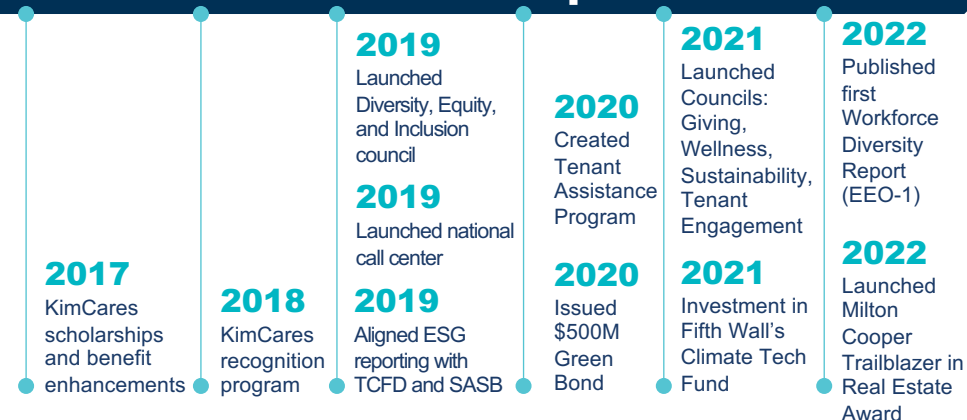 2017
KimCares
scholarships
and benefit
enhancements
2018
KimCares
recognition
program
2019
Launched
Diversity, Equity,
and Inclusion
council
2019
Launched national
call center
2019
Aligned ESG
reporting with
TCFD and SASB
2020
Created
Tenant
Assistance
Program
2020
Issued
$500M
Green
Bond
2021
Launched
Councils:
Giving,
Wellness,
Sustainability,
Tenant
Engagement
2021
Investment in
Fifth Wall’s
Climate Tech
Fund
2022
Published
first
Workforce
Diversity
Report
(EEO-1)
2022
Launched
Milton
Cooper
Trailblazer in
Real Estate
Award